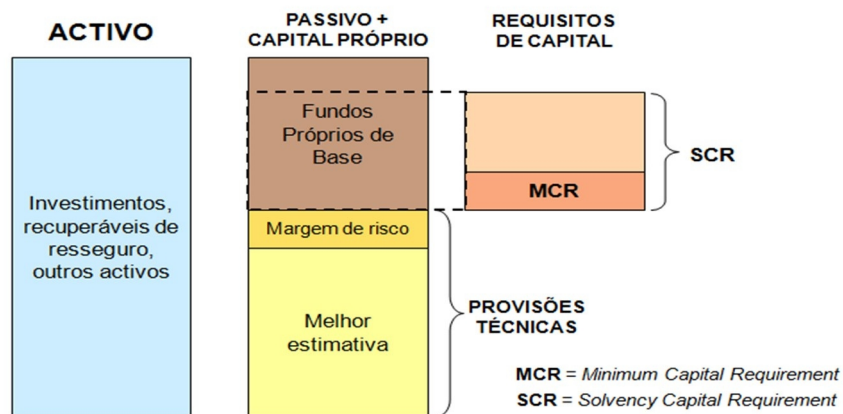 ACTIVO
PASSIVO +
CAPITAL PRÓPRIO
REQUISITOS
DE CAPITAL
Investimentos,
recuperáveis de
resseguro,
outros activos
Fundos
Próprios de
Base
Margem de risco
Melhor
estimativa
MCR
SCR
PROVISÕES
TÉCNICAS
MCR = Minimum Capital Requirement
SCR = Solvency Capital Requirement